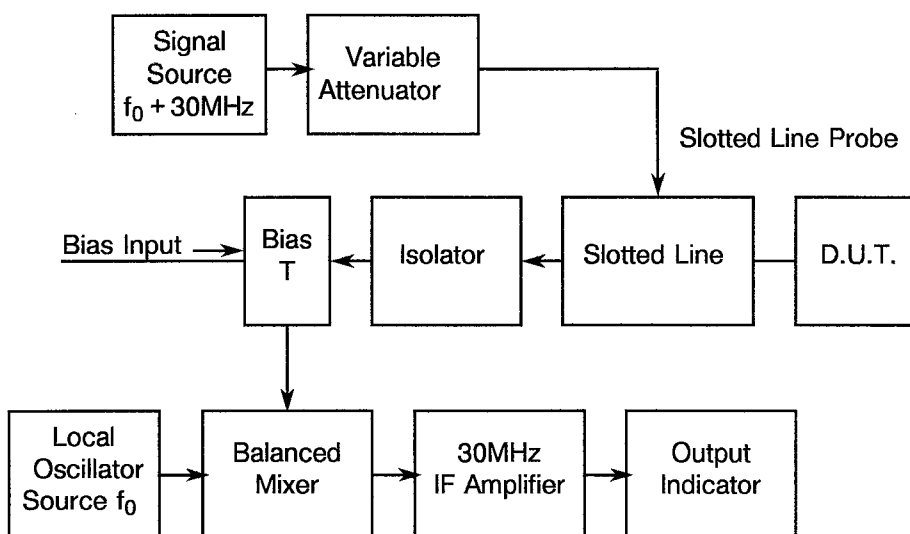 Signal
Source
f₀ + 30MHz
Variable
Attenuator
Slotted Line Probe
Bias Input
Bias
T
Isolator
Slotted Line
D.U.T.
Local
Oscillator
Source f₀
Balanced
Mixer
30MHz
IF Amplifier
Output
Indicator